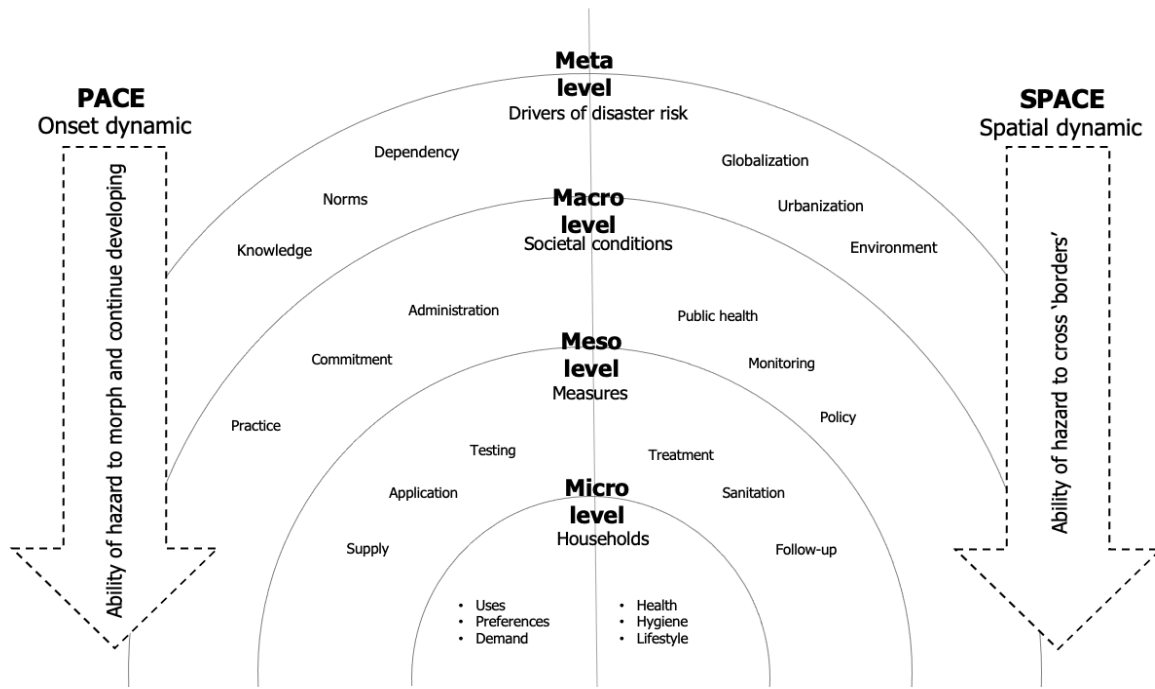 Meta
level
Drivers of disaster risk
PACE
Onset dynamic
SPACE
Spatial dynamic
Ability of hazard to morph and continue developing
Ability of hazard to cross ‘borders’
Dependency
Norms
Knowledge
Globalization
Urbanization
Environment
Macro
level
Societal conditions
Administration
Commitment
Practice
Public health
Monitoring
Policy
Meso
level
Measures
Testing
Application
Supply
Treatment
Sanitation
Follow-up
Micro
level
Households
• Uses
• Preferences
• Demand
• Health
• Hygiene
• Lifestyle